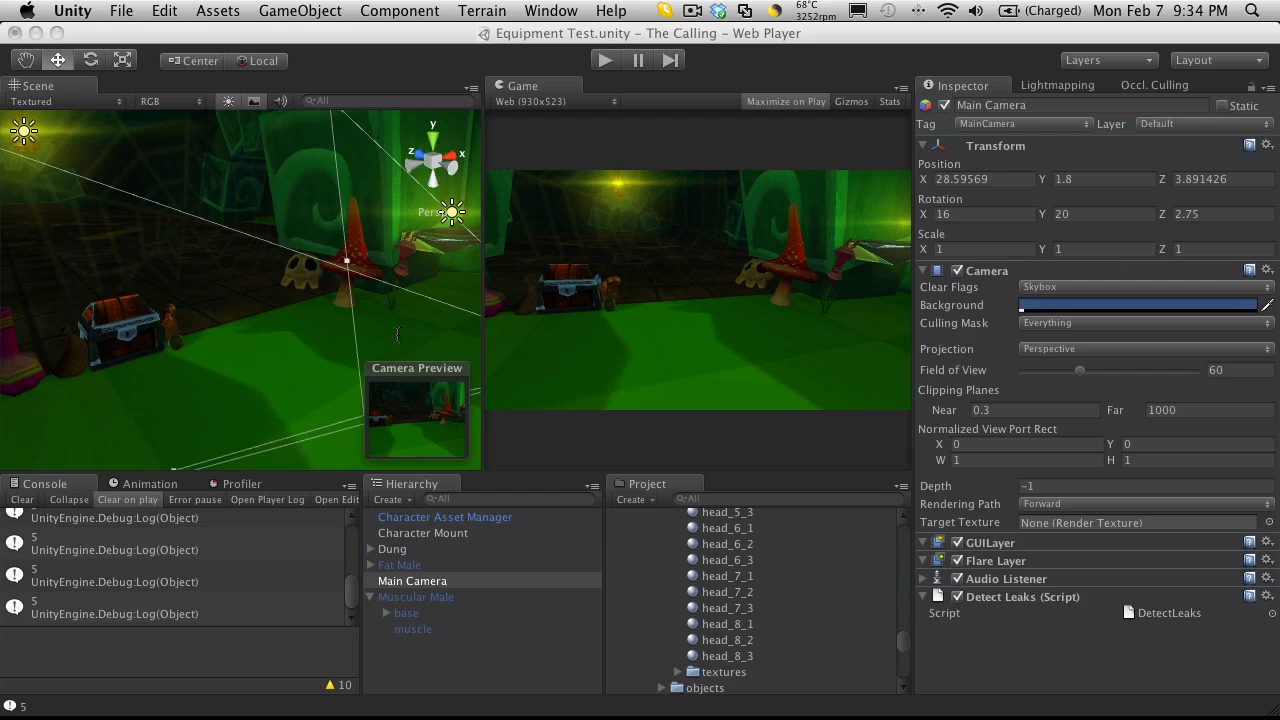 Unity File Edit Assets GameObject Component Terrain Window Help 68°C 3252rpm (Charged) Mon Feb 7 9:34 PM
Equipment Test.unity – The Calling – Web Player
Center Local Layers Layout
Scene Game Inspector Lightmapping Occl. Culling
Textured RGB All Web (930x523) Maximize on Play Gizmos Stats
Main Camera Static
Tag MainCamera Layer Default
Transform
Position
X 28.59569 Y 1.8 Z 3.891426
Rotation
X 16 Y 20 Z 2.75
Scale
X 1 Y 1 Z 1
Camera
Clear Flags Skybox
Background
Culling Mask Everything
Projection Perspective
Field of View 60
Clipping Planes
Near 0.3 Far 1000
Normalized View Port Rect
X 0 Y 0
W 1 H 1
Depth -1
Rendering Path Forward
Target Texture None (Render Texture)
GUILayer
Flare Layer
Audio Listener
Detect Leaks (Script)
Script DetectLeaks
y
z x
Pers
Camera Preview
Console Animation Profiler
Clear Collapse Clear on play Error pause Open Player Log Open Edit
UnityEngine.Debug:Log(Object)
5
UnityEngine.Debug:Log(Object)
5
UnityEngine.Debug:Log(Object)
5
UnityEngine.Debug:Log(Object)
10
5
Hierarchy
Create All
Character Asset Manager
Character Mount
Dung
Fat Male
Main Camera
Muscular Male
base
muscle
Project
Create All
head_5_3
head_6_1
head_6_2
head_6_3
head_7_1
head_7_2
head_7_3
head_8_1
head_8_2
head_8_3
textures
objects